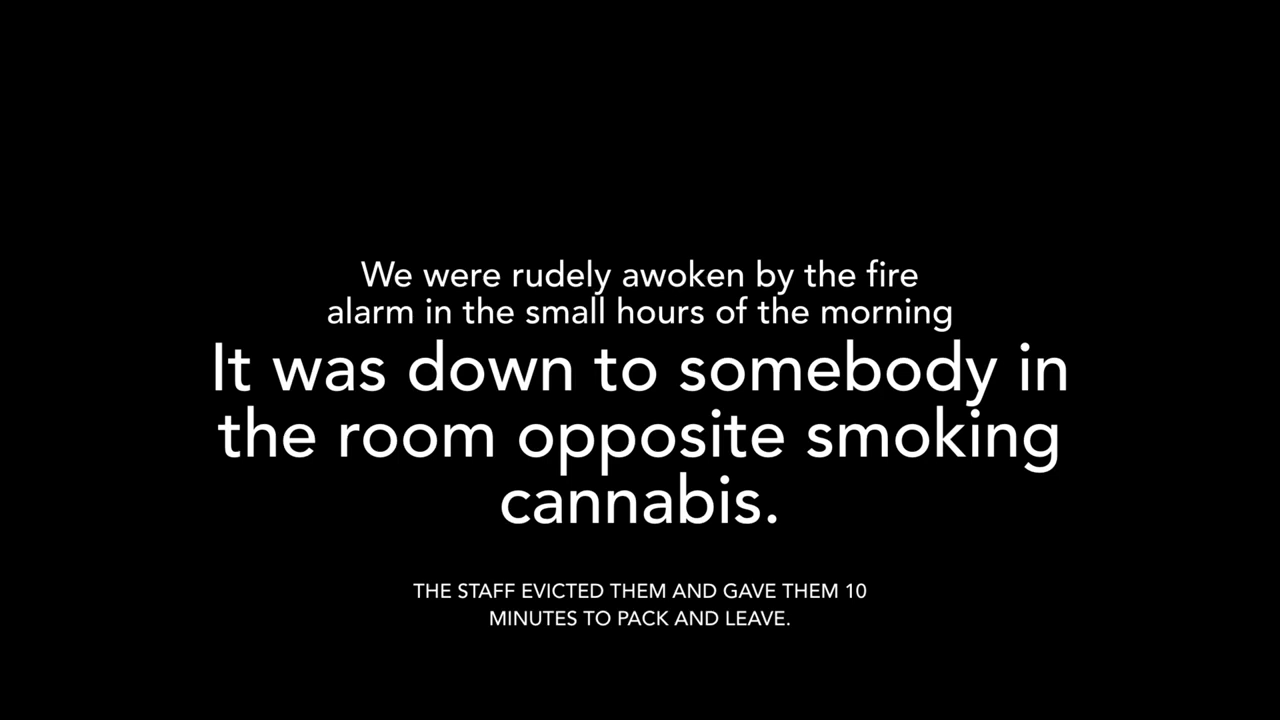 We were rudely awoken by the fire
alarm in the small hours of the morning
It was down to somebody in
the room opposite smoking
cannabis.
THE STAFF EVICTED THEM AND GAVE THEM 10
MINUTES TO PACK AND LEAVE.